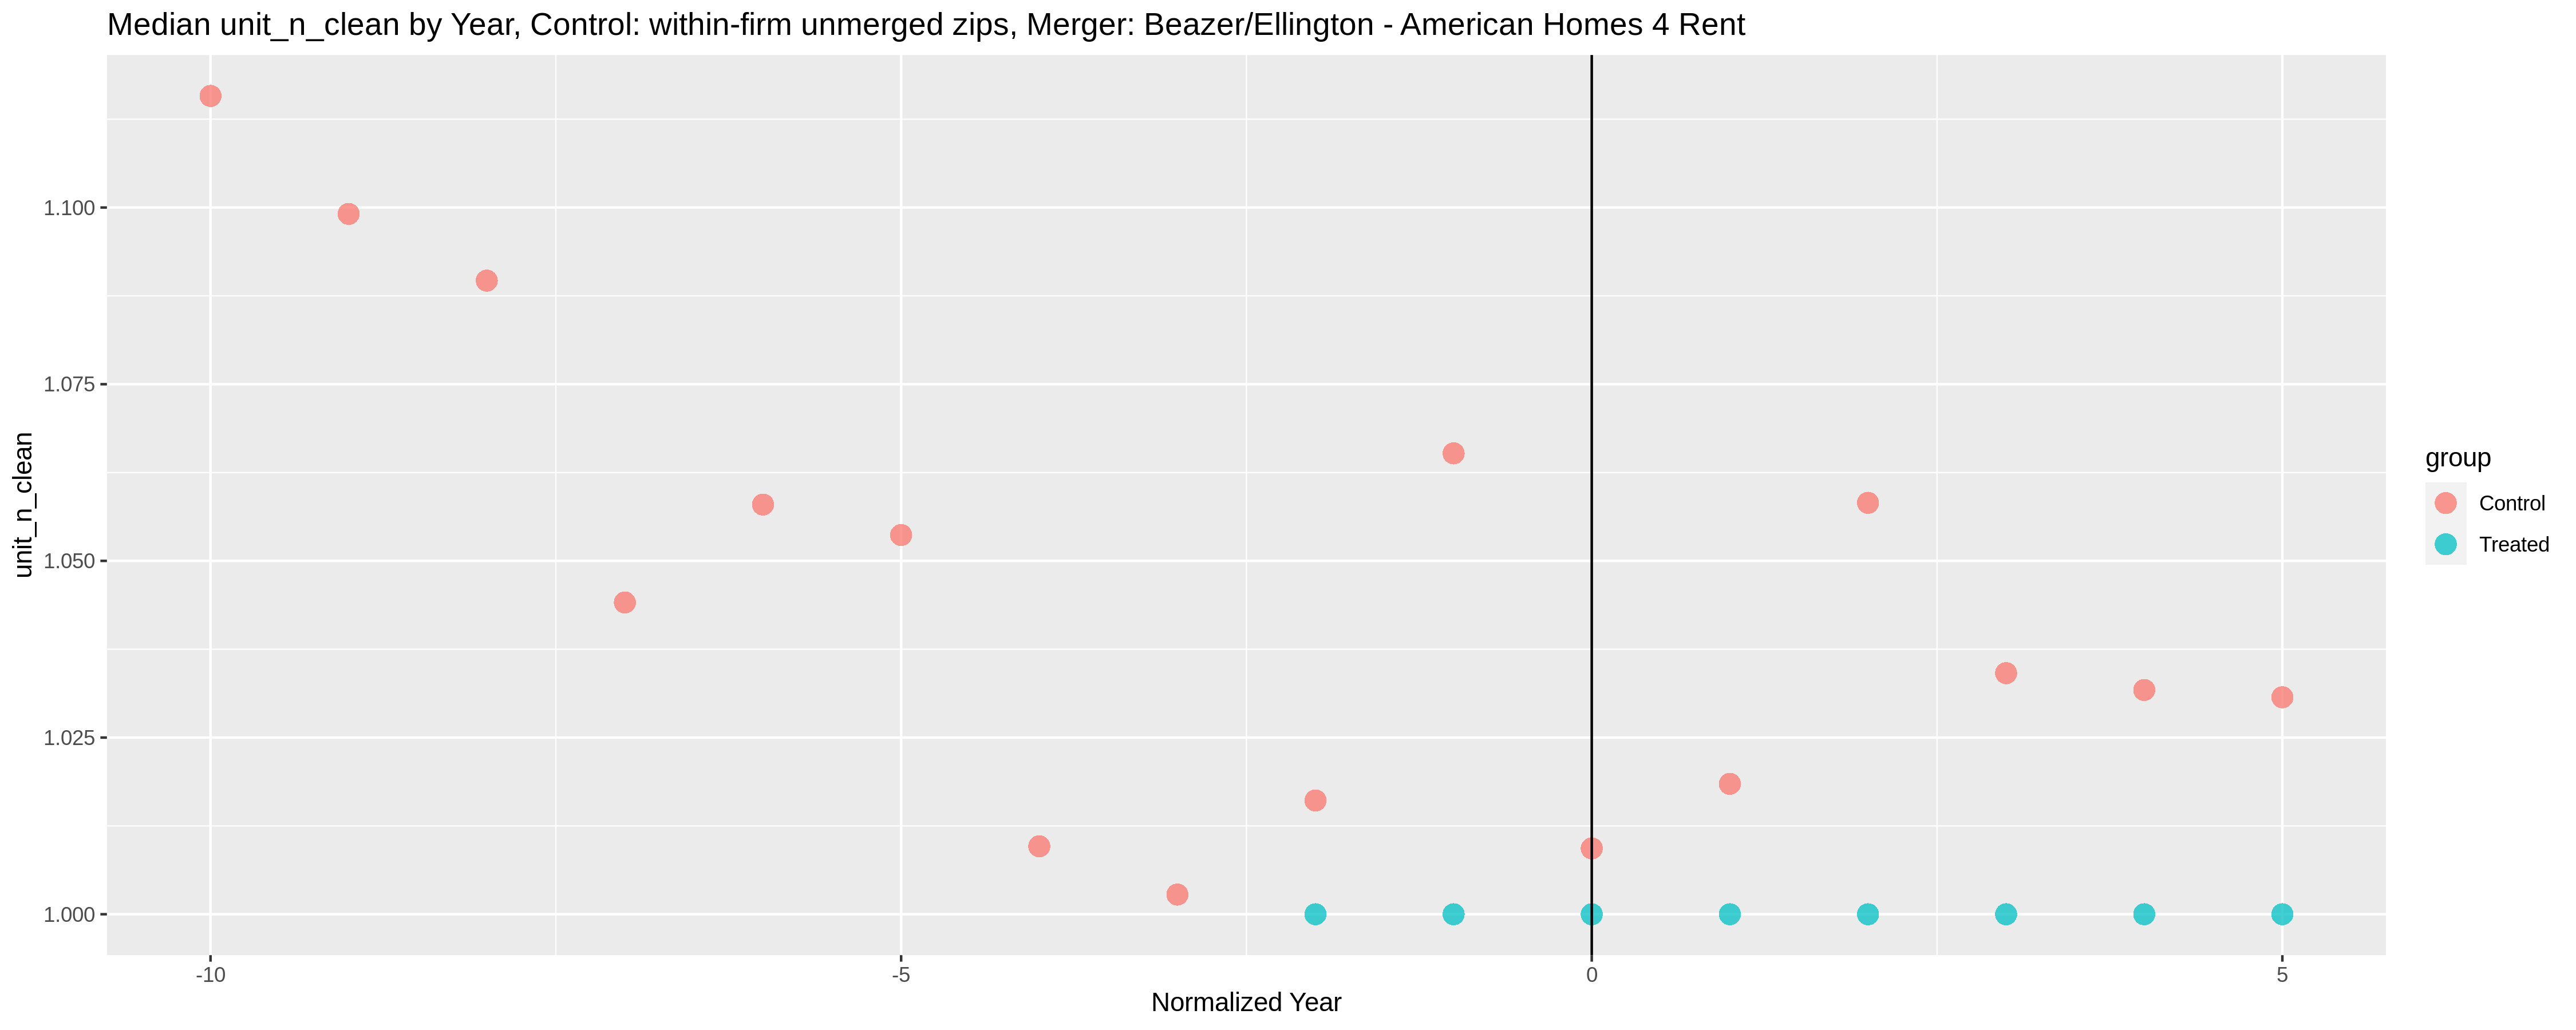 Median unit_n_clean by Year, Control: within-firm unmerged zips, Merger: Beazer/Ellington - American Homes 4 Rent
unit_n_clean
1.100
1.075
1.050
1.025
1.000
-10
-5
0
5
Normalized Year
group
Control
Treated